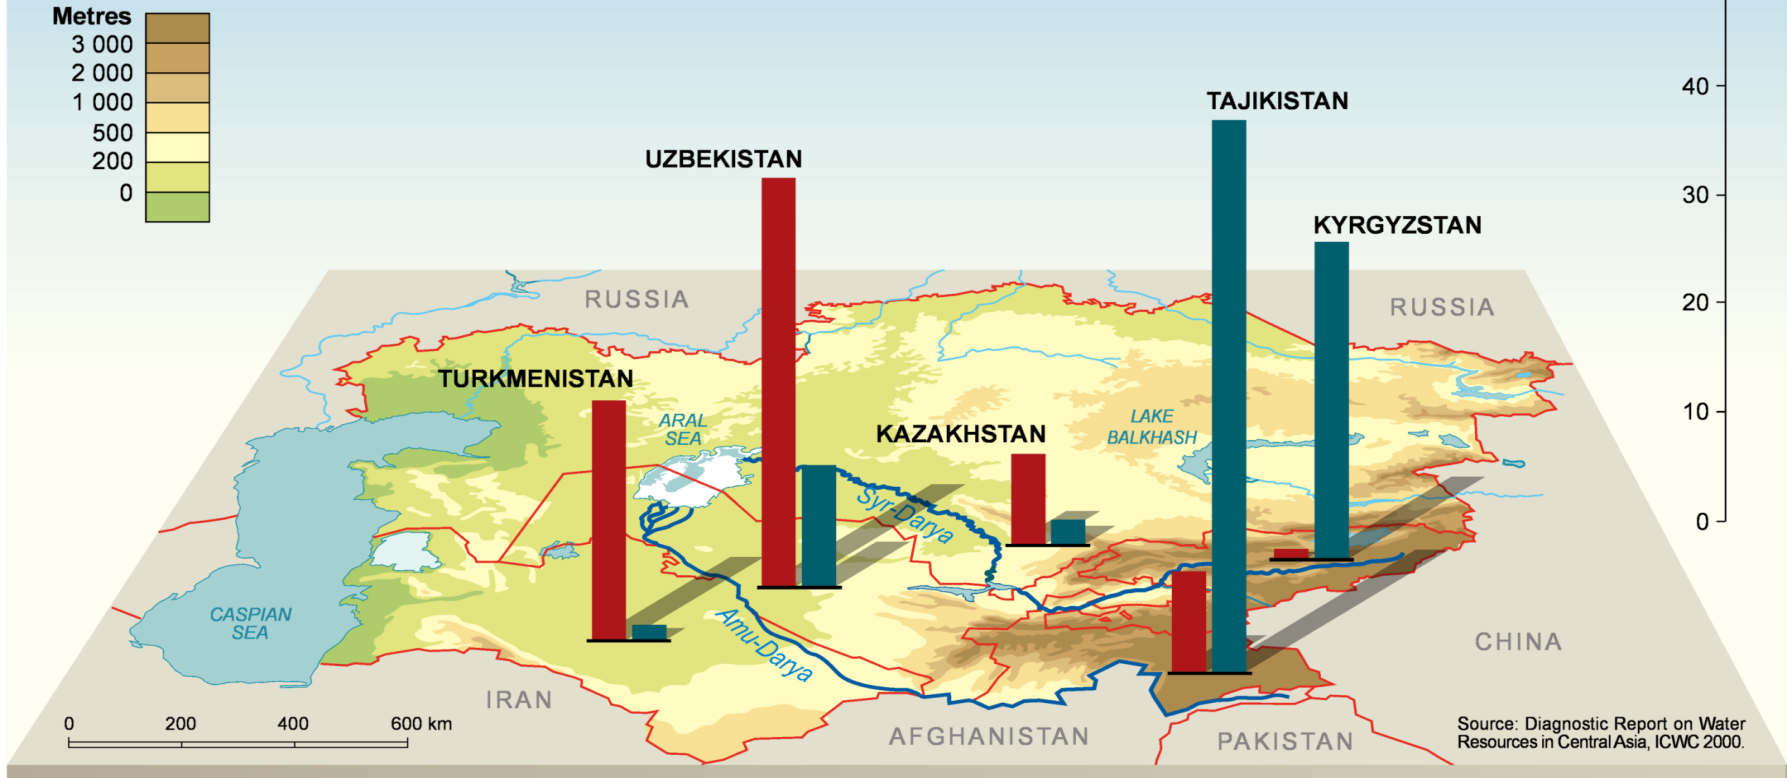 Metres
3 000
2 000
1 000
500
200
0
40
30
20
10
0
TAJIKISTAN
UZBEKISTAN
KYRGYZSTAN
RUSSIA
RUSSIA
TURKMENISTAN
ARAL
SEA
KAZAKHSTAN
LAKE
BALKHASH
Syr-Darya
CASPIAN
SEA
Amu-Darya
CHINA
IRAN
AFGHANISTAN
PAKISTAN
0 200 400 600 km
Source: Diagnostic Report on Water
Resources in Central Asia, ICWC 2000.